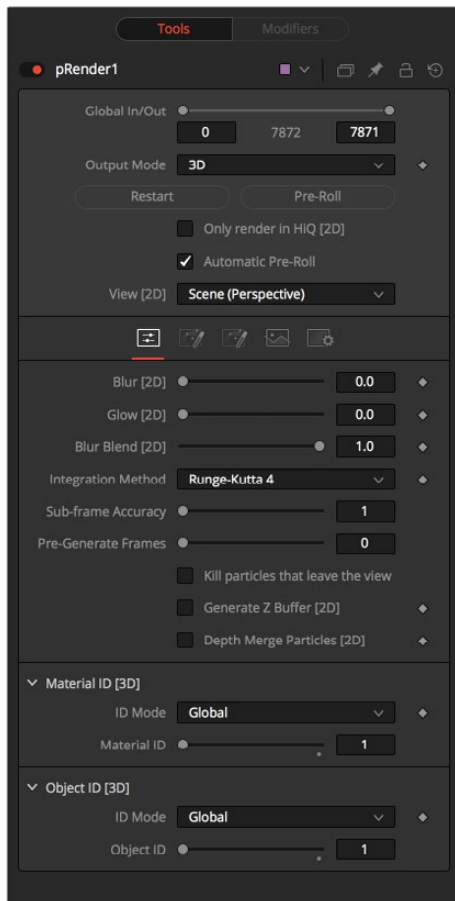 Tools Modifiers
pRender1
Global In/Out
0 7872 7871
Output Mode 3D
Restart Pre-Roll
Only render in HiQ [2D]
Automatic Pre-Roll
View [2D] Scene (Perspective)
Blur [2D] 0.0
Glow [2D] 0.0
Blur Blend [2D] 1.0
Integration Method Runge-Kutta 4
Sub-frame Accuracy 1
Pre-Generate Frames 0
Kill particles that leave the view
Generate Z Buffer [2D]
Depth Merge Particles [2D]
Material ID [3D]
ID Mode Global
Material ID 1
Object ID [3D]
ID Mode Global
Object ID 1